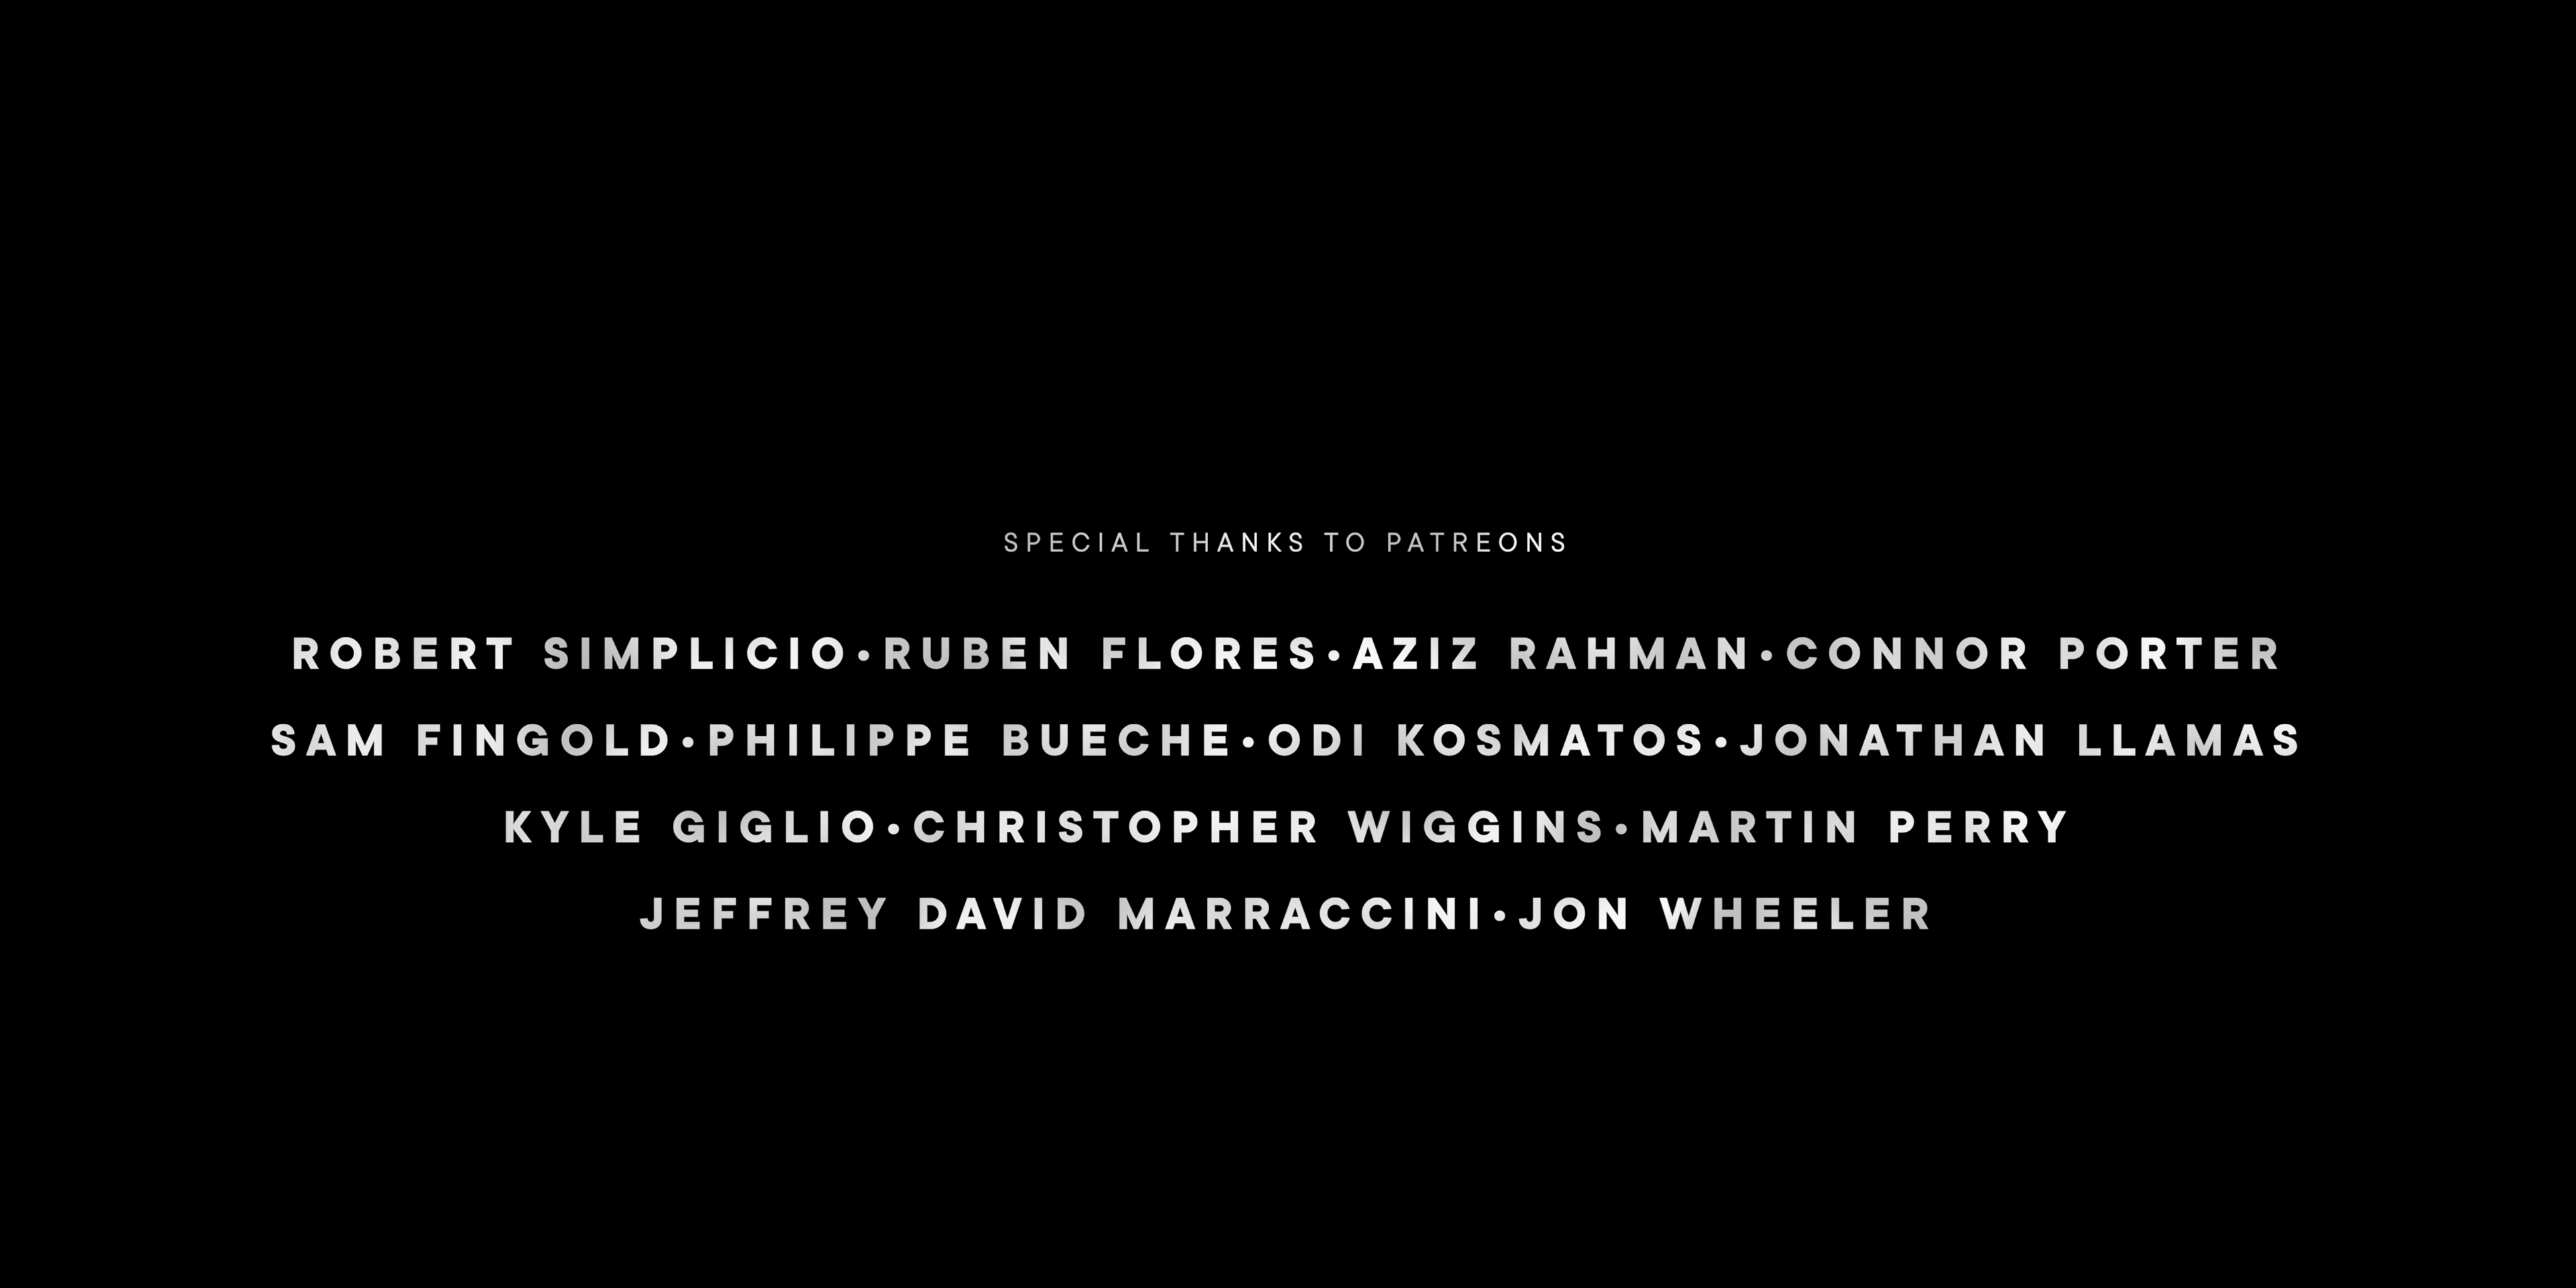 SPECIAL THANKS TO PATREONS
ROBERT SIMPLICIO•RUBEN FLORES•AZIZ RAHMAN•CONNOR PORTER
SAM FINGOLD•PHILIPPE BUECHE•ODI KOSMATOS•JONATHAN LLAMAS
KYLE GIGLIO•CHRISTOPHER WIGGINS•MARTIN PERRY
JEFFREY DAVID MARRACCINI•JON WHEELER